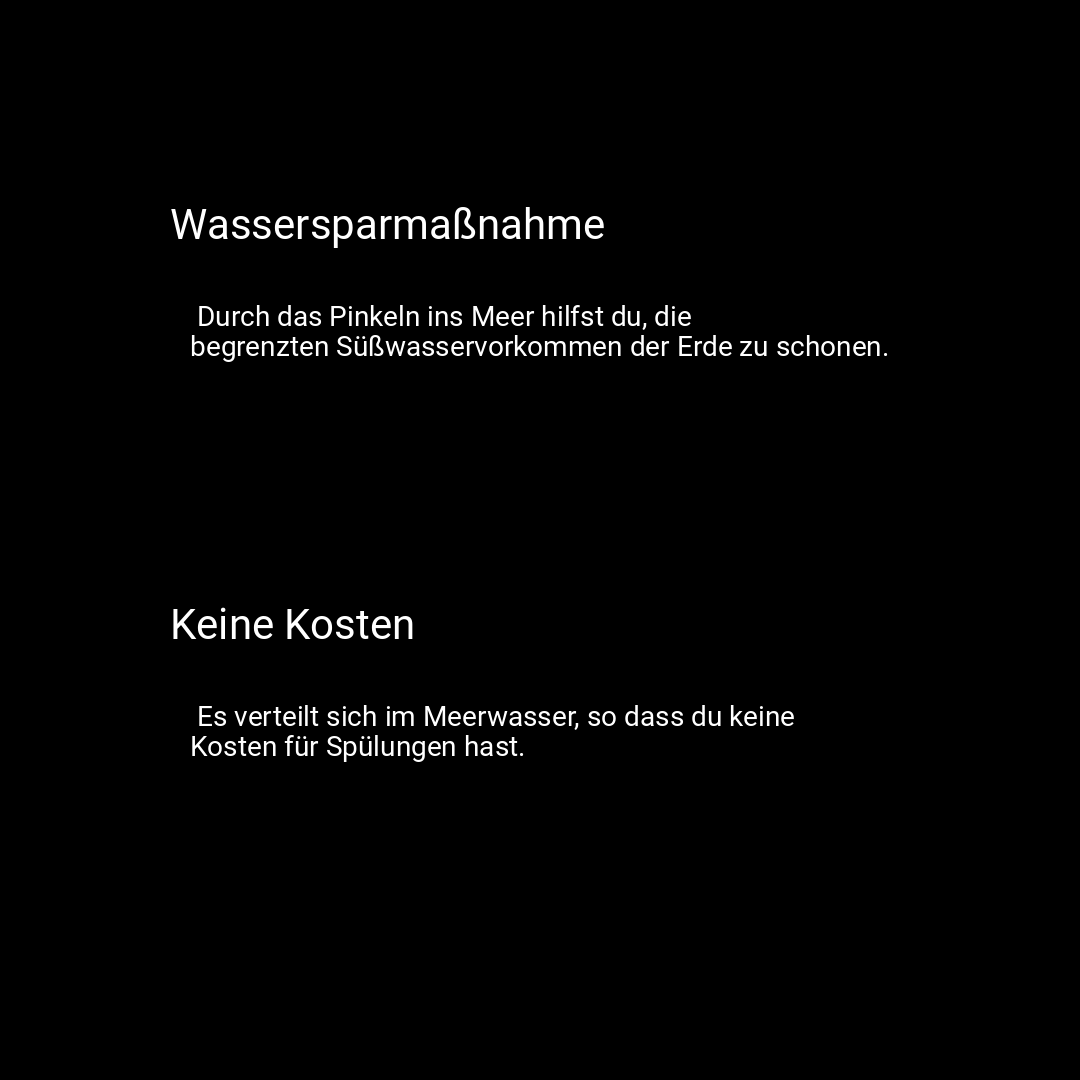 Wassersparmaßnahme
Durch das Pinkeln ins Meer hilfst du, die
begrenzten Süßwasservorkommen der Erde zu schonen.
Keine Kosten
Es verteilt sich im Meerwasser, so dass du keine
Kosten für Spülungen hast.